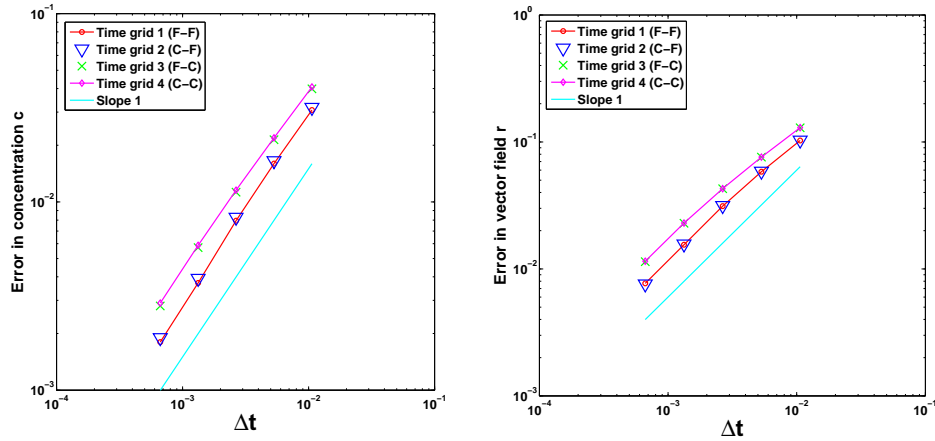 10⁻¹
10⁻²
10⁻³
Error in concentration c
Time grid 1 (F−F)
Time grid 2 (C−F)
Time grid 3 (F−C)
Time grid 4 (C−C)
Slope 1
10⁻⁴
10⁻³
10⁻²
10⁻¹
Δt
10⁰
10⁻¹
10⁻²
10⁻³
Error in vector field r
Time grid 1 (F−F)
Time grid 2 (C−F)
Time grid 3 (F−C)
Time grid 4 (C−C)
Slope 1
10⁻⁴
10⁻³
10⁻²
10⁻¹
Δt